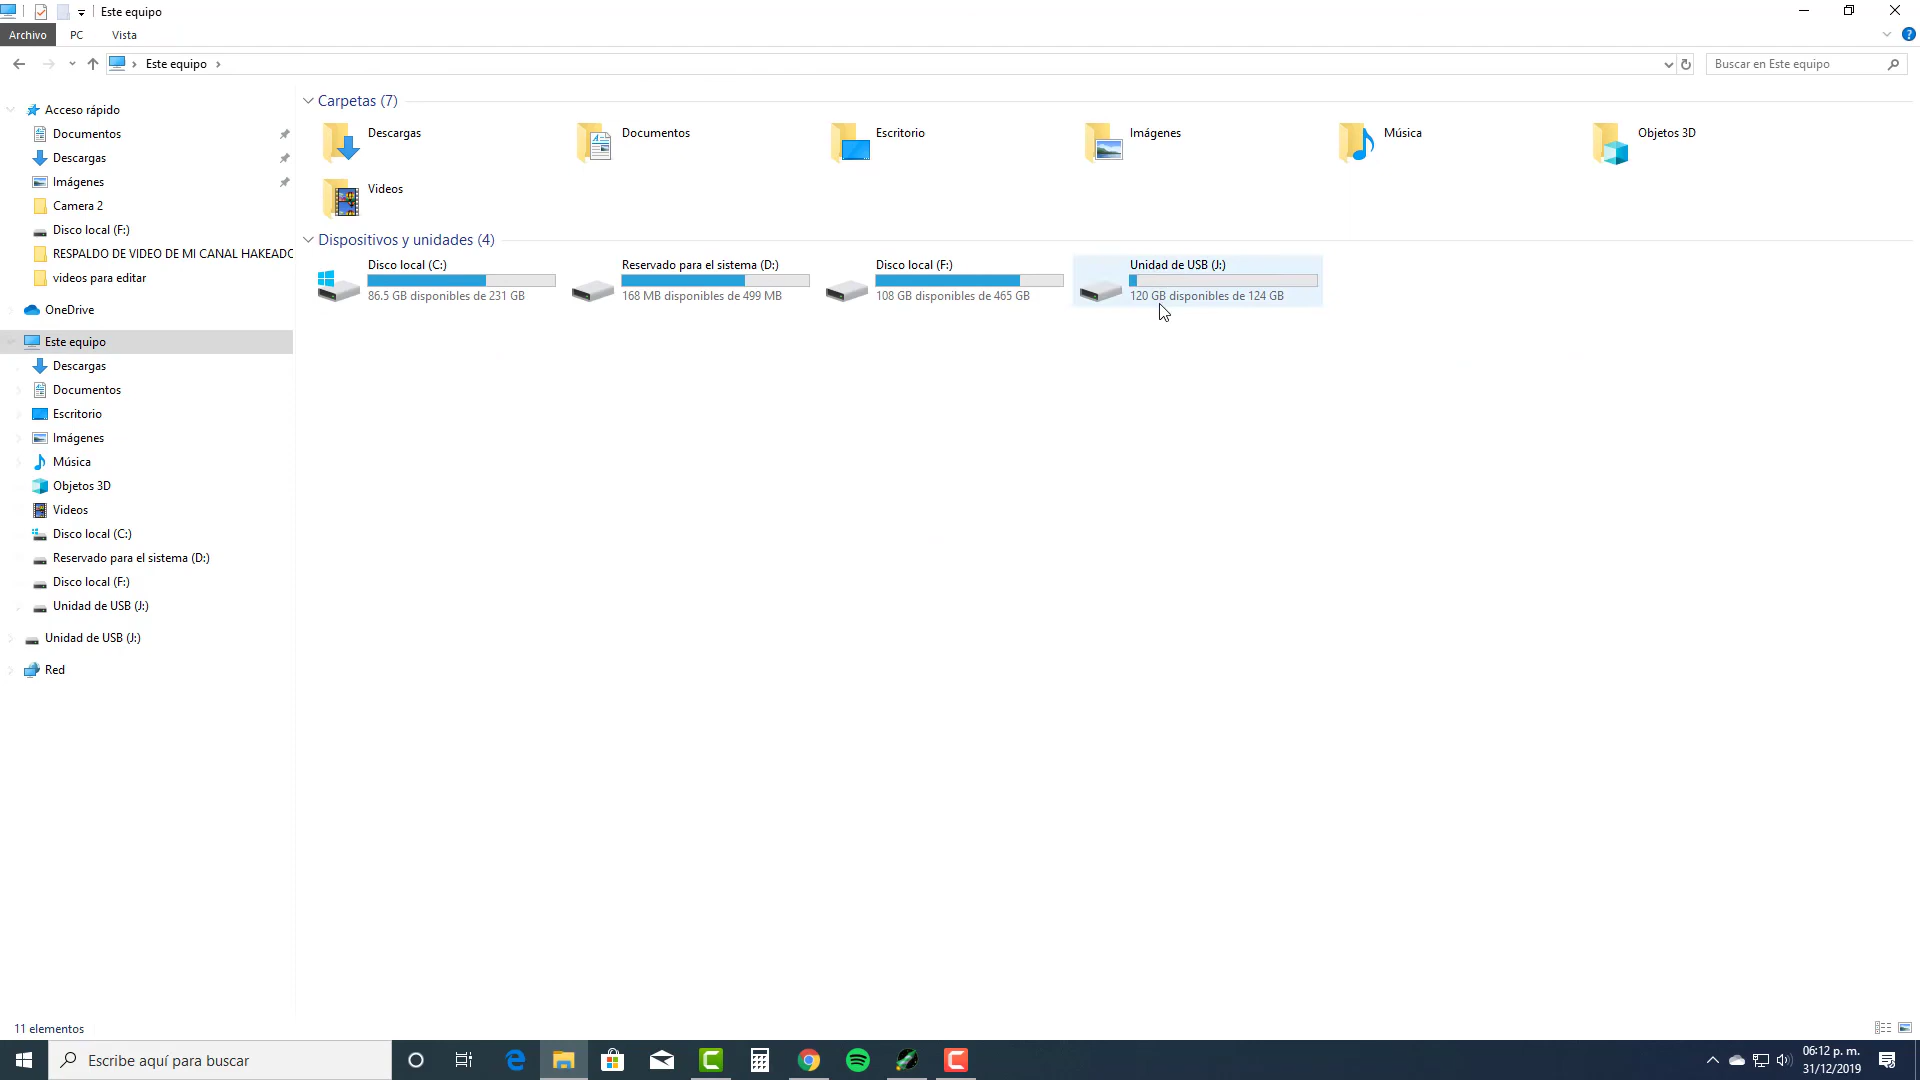 Este equipo
Archivo PC Vista
Este equipo
Buscar en Este equipo
Acceso rápido
Documentos
Descargas
Imágenes
Camera 2
Disco local (F:)
RESPALDO DE VIDEO DE MI CANAL HAKEADO
videos para editar
OneDrive
Este equipo
Descargas
Documentos
Escritorio
Imágenes
Música
Objetos 3D
Videos
Disco local (C:)
Reservado para el sistema (D:)
Disco local (F:)
Unidad de USB (J:)
Unidad de USB (J:)
Red
Carpetas (7)
Descargas Documentos Escritorio Imágenes Música Objetos 3D
Videos
Dispositivos y unidades (4)
Disco local (C:)
86.5 GB disponibles de 231 GB
Reservado para el sistema (D:)
168 MB disponibles de 499 MB
Disco local (F:)
108 GB disponibles de 465 GB
Unidad de USB (J:)
120 GB disponibles de 124 GB
11 elementos
Escribe aquí para buscar
06:12 p. m.
31/12/2019